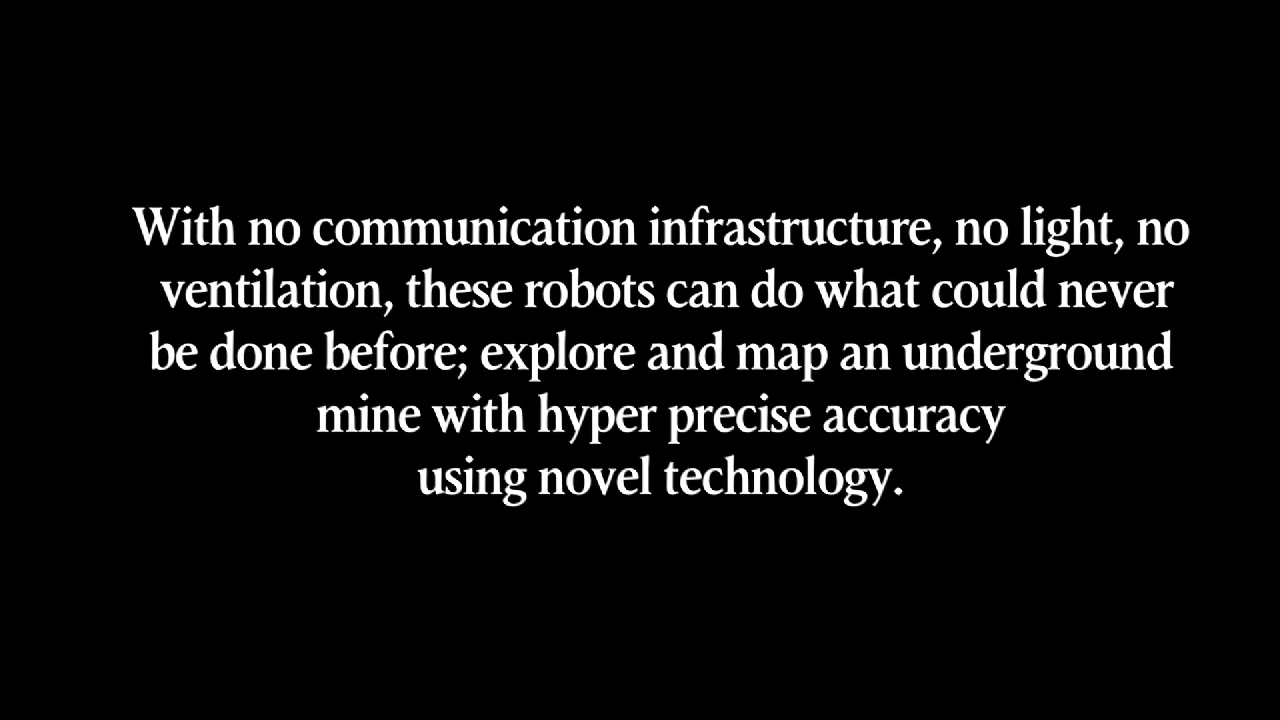 With no communication infrastructure, no light, no
ventilation, these robots can do what could never
be done before; explore and map an underground
mine with hyper precise accuracy
using novel technology.